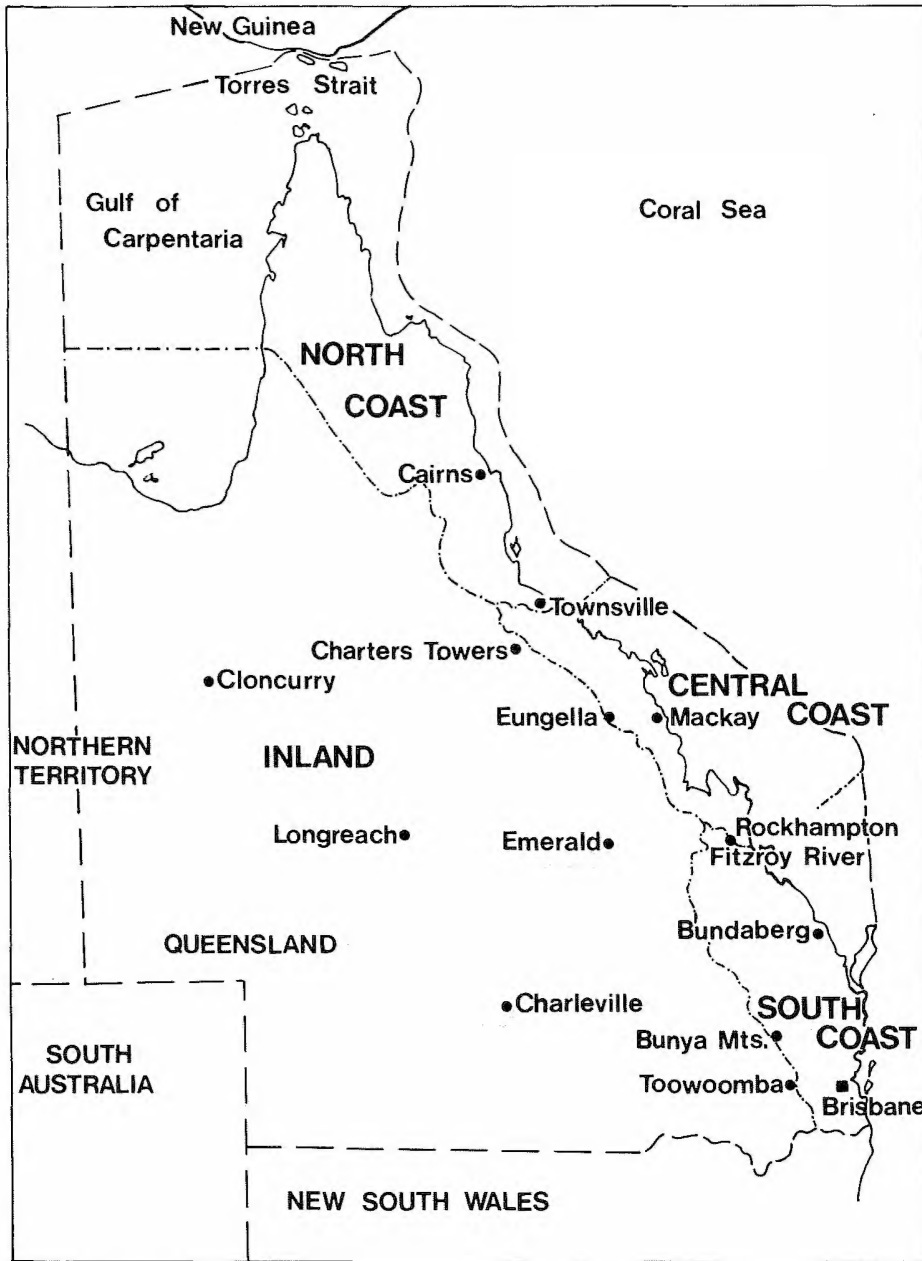 New Guinea
Torres Strait
Gulf of
Carpentaria
Coral Sea
NORTH
COAST
Cairns
Townsville
Charters Towers
Cloncurry
CENTRAL
COAST
Eungella
Mackay
NORTHERN
TERRITORY
INLAND
Longreach
Emerald
Rockhampton
Fitzroy River
Bundaberg
QUEENSLAND
Charleville
SOUTH
COAST
Bunya Mts.
SOUTH
AUSTRALIA
Toowoomba
Brisbane
NEW SOUTH WALES